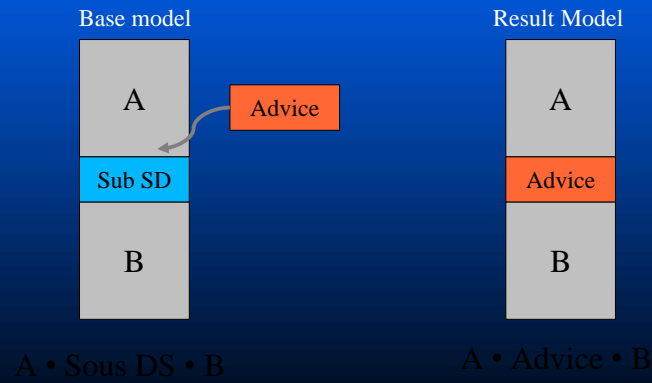 Base model
Result Model
A
A
Advice
Sub SD
Advice
B
B
A • Sous DS • B
A • Advice • B